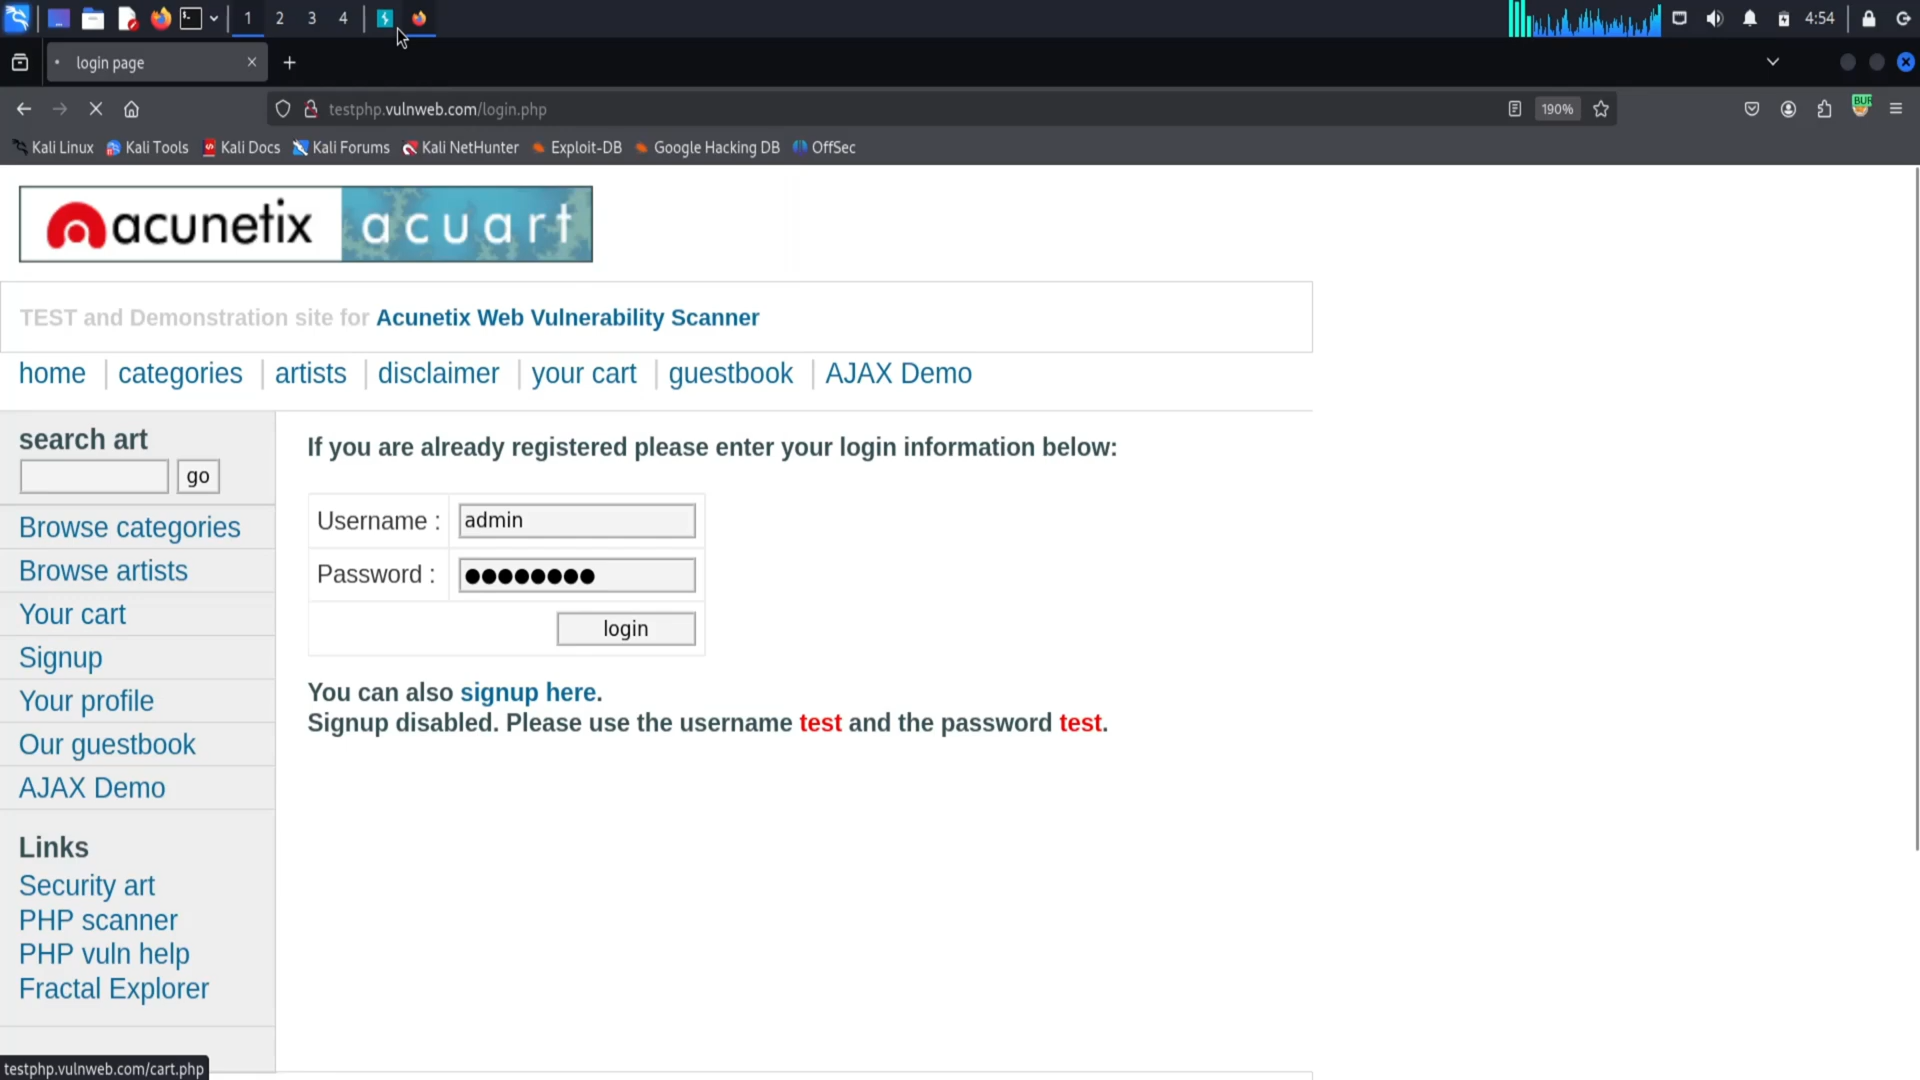 1 2 3 4 4:54
login page
testphp.vulnweb.com/login.php 190% BUR
Kali Linux Kali Tools Kali Docs Kali Forums Kali NetHunter Exploit-DB Google Hacking DB OffSec
acunetix acuart
TEST and Demonstration site for Acunetix Web Vulnerability Scanner
home categories artists disclaimer your cart guestbook AJAX Demo
search art
go
Browse categories
Browse artists
Your cart
Signup
Your profile
Our guestbook
AJAX Demo
Links
Security art
PHP scanner
PHP vuln help
Fractal Explorer
If you are already registered please enter your login information below:
Username : admin
Password : ●●●●●●●●
login
You can also signup here.
Signup disabled. Please use the username test and the password test.
testphp.vulnweb.com/cart.php